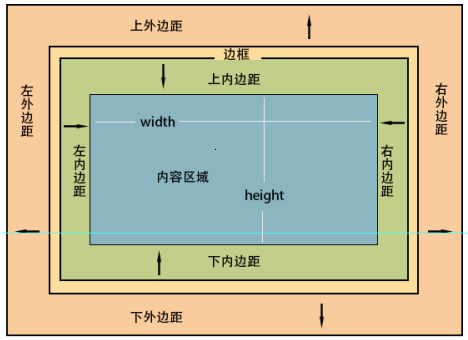 上外边距
边框
上内边距
左外边距
右外边距
width
左内边距
右内边距
内容区域
height
下内边距
下外边距